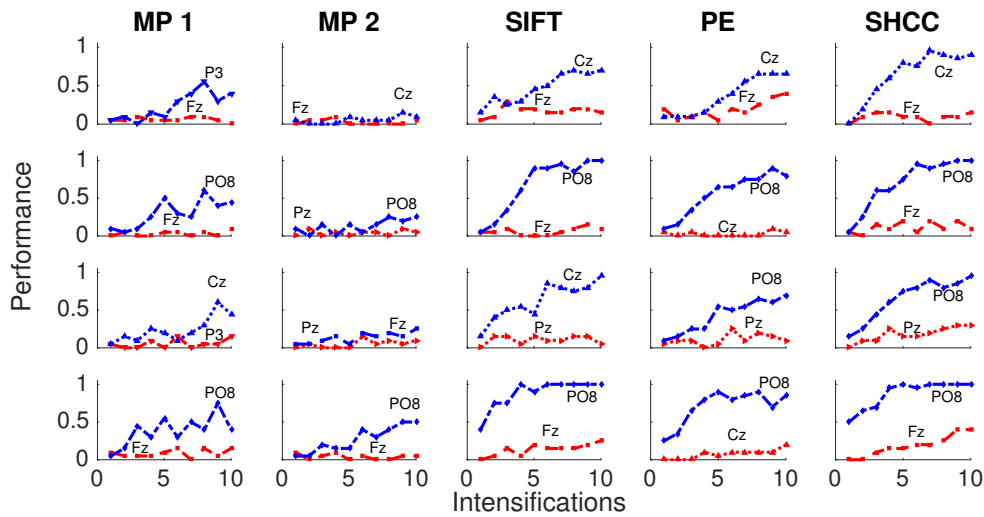 MP 1 MP 2 SIFT PE SHCC
1 0.5 0
P3 Fz
Fz Cz
Cz Fz
Cz Fz
Cz
1 0.5 0
PO8 Fz
Pz PO8
PO8 Fz
PO8 Cz
PO8 Fz
1 0.5 0
Cz P3
Pz Fz
Cz Pz
PO8 Pz
PO8 Pz
1 0.5 0
PO8 Fz
PO8 Fz
PO8 Fz
PO8 Cz
PO8 Fz
0 5 10 0 5 10 0 5 10 0 5 10 0 5 10
Performance
Intensifications